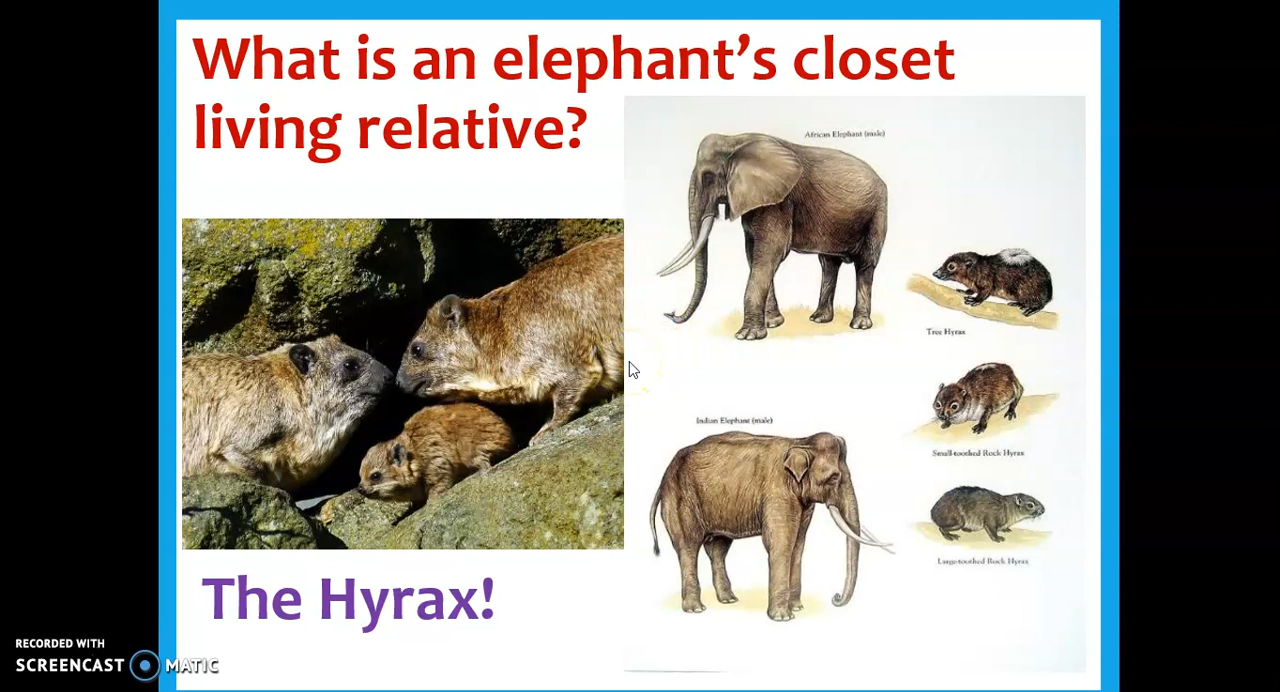 What is an elephant's closet
living relative?
African Elephant (male)
Tree Hyrax
Indian Elephant (male)
Small-toothed Rock Hyrax
Large-toothed Rock Hyrax
The Hyrax!
RECORDED WITH
SCREENCAST MATIC